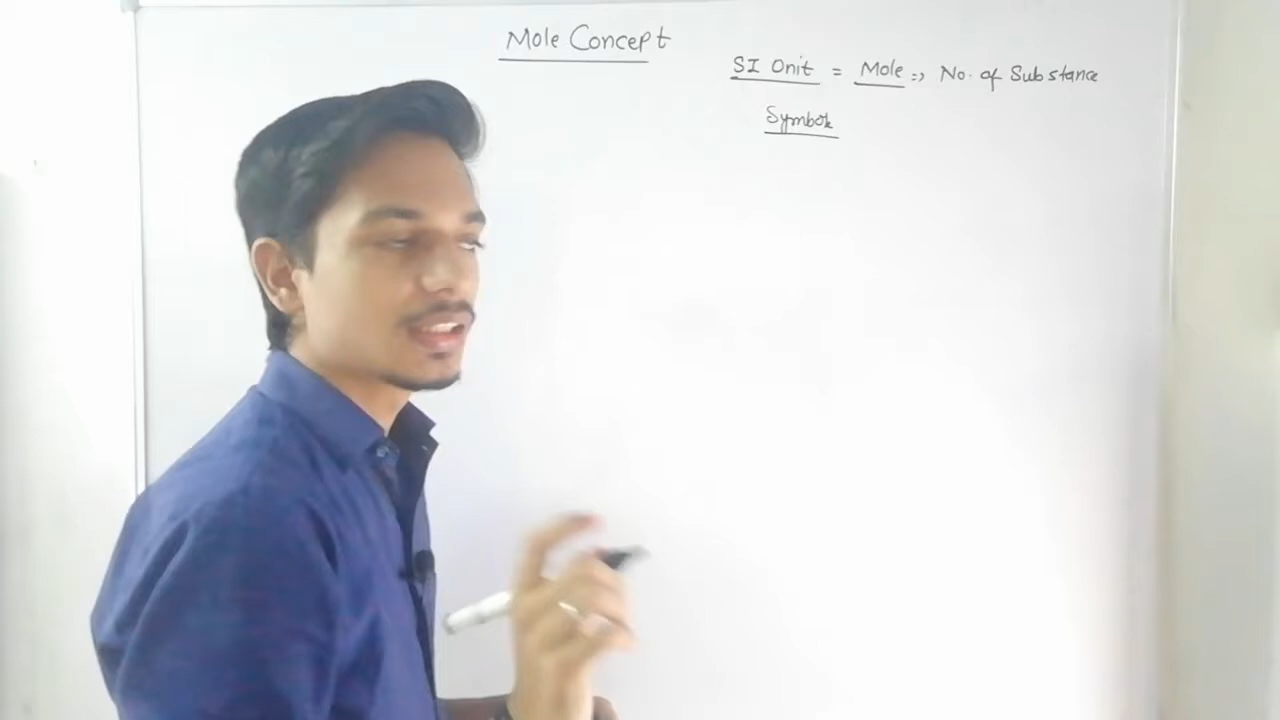 Mole Concept
SI Unit = Mole => No. of Substance
Symbol